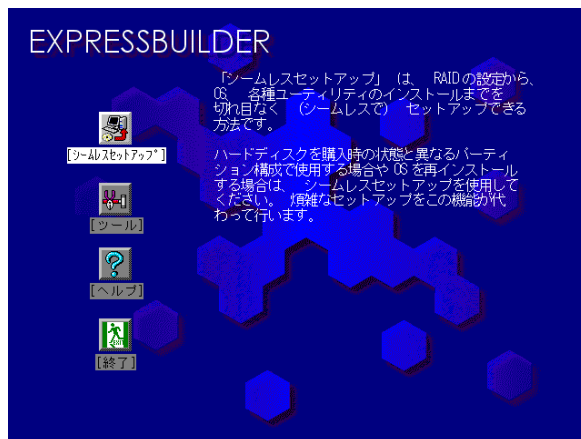 EXPRESSBUILDER
「シームレスセットアップ」 は、 RAIDの設定から、
OS、 各種ユーティリティのインストールまでを
切れ目なく （シームレスで） セットアップできる
方法です。
ハードディスクを購入時の状態と異なるパーティ
ション構成で使用する場合や OSを再インストール
する場合は、 シームレスセットアップを使用して
ください。 煩雑なセットアップをこの機能が代
わって行います。
[シームレスセットアップ]
[ツール]
[ヘルプ]
EXIT
[終了]